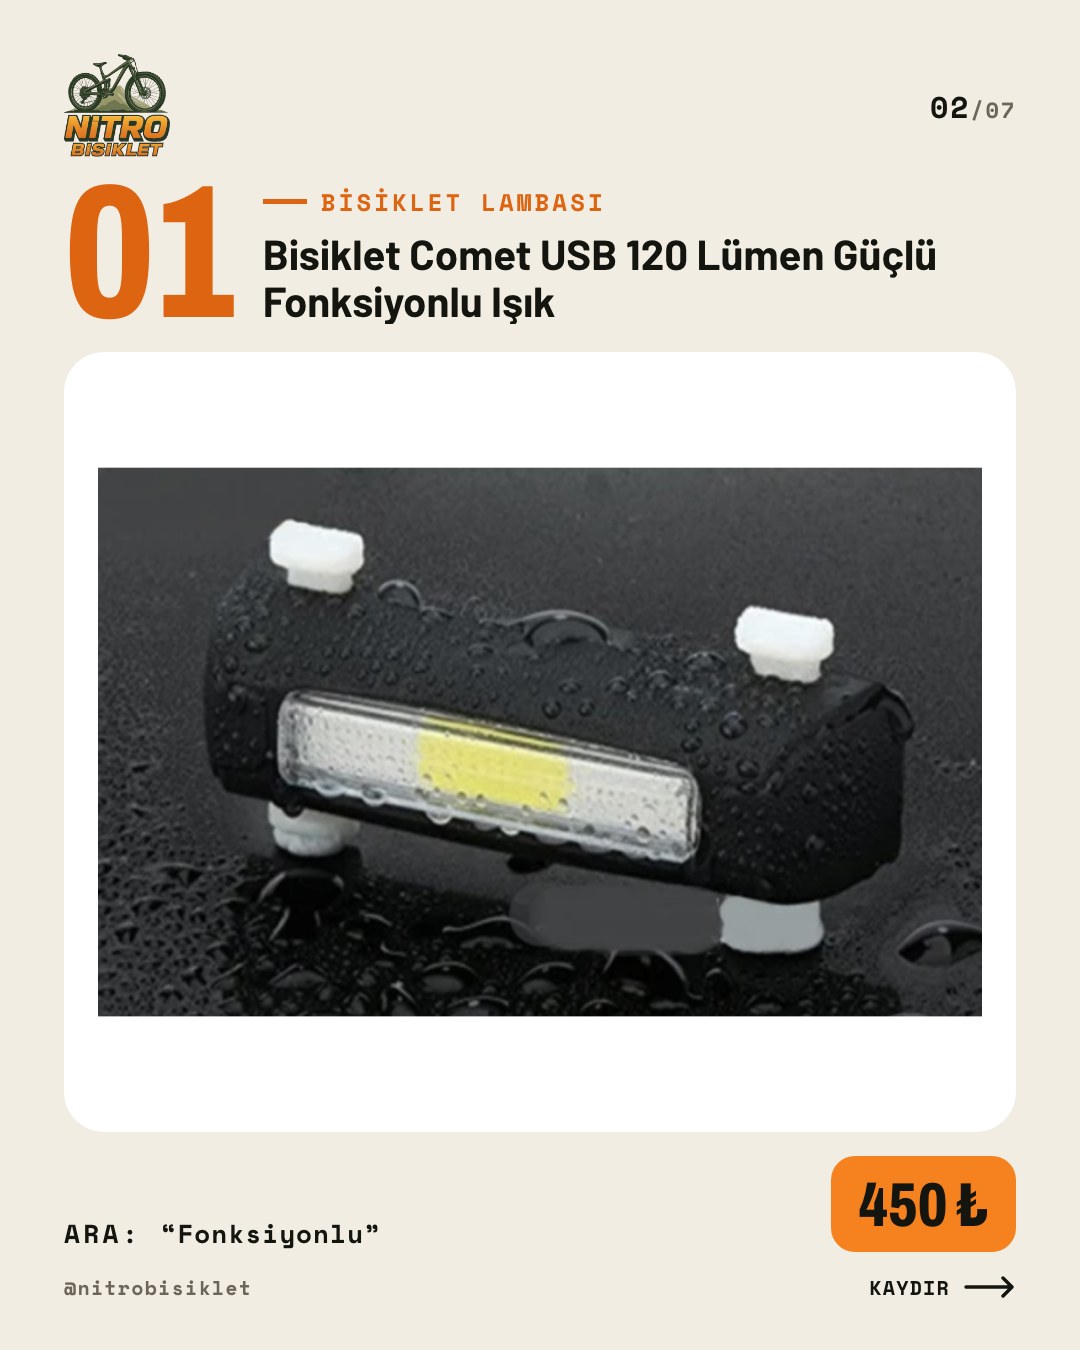 NiTRO
BISIKLET
02/07
01
BİSİKLET LAMBASI
Bisiklet Comet USB 120 Lümen Güçlü
Fonksiyonlu Işık
450 ₺
ARA: “Fonksiyonlu”
@nitrobisiklet
KAYDIR →